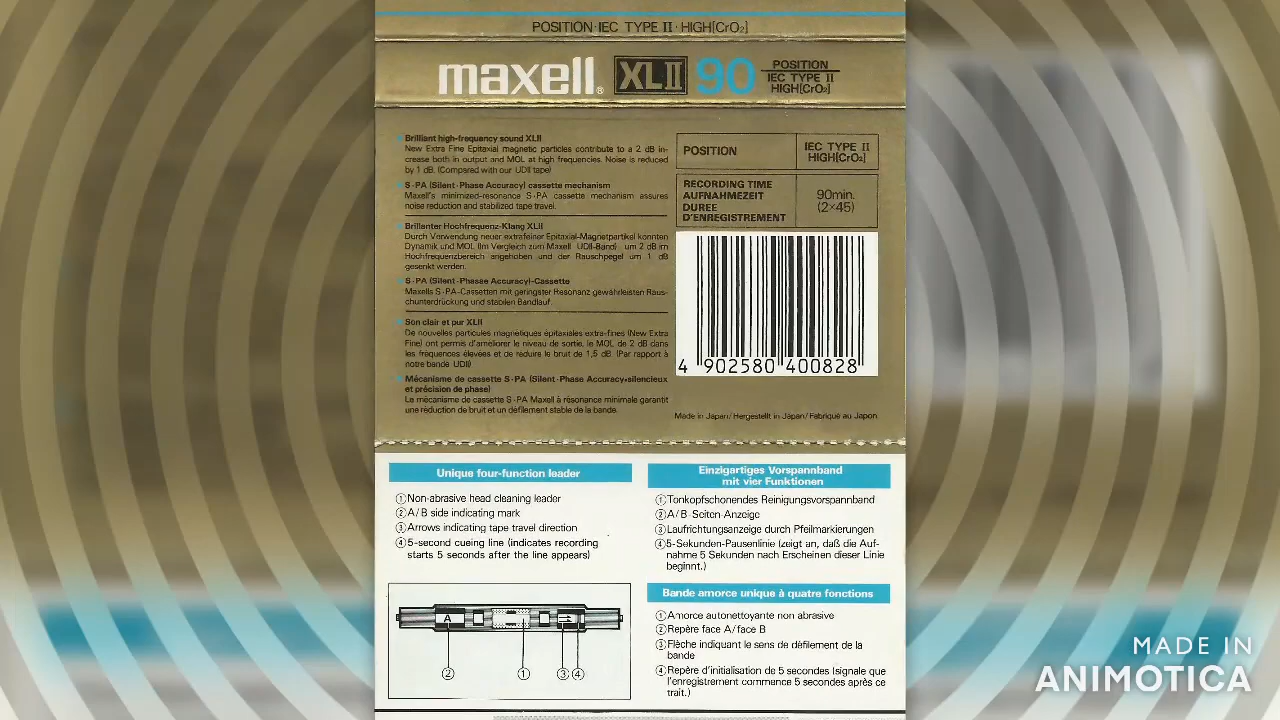 POSITION·IEC TYPE II·HIGH[CrO₂]
maxell® XLII 90 POSITION
IEC TYPE II
HIGH[CrO₂]
Brilliant high-frequency sound XLII
New Extra Fine Epitaxial magnetic particles contribute to a 2 dB in-
crease both in output and MOL at high frequencies. Noise is reduced
by 1 dB. (Compared with our UDII tape)
S-PA (Silent-Phase Accuracy) cassette mechanism
Maxell's minimized-resonance S-PA cassette mechanism assures
noise reduction and stabilized tape travel.
Brillanter Hochfrequenz-Klang XLII
Durch Verwendung neuer extrafeiner Epitaxial-Magnetpartikel konnten
Dynamik und MOL (Im Vergleich zum Maxell UDII-Band) um 2 dB im
Hochfrequenzbereich angehoben und der Rauschpegel um 1 dB
gesenkt werden.
S-PA (Silent-Phasee Accuracy)-Cassette
Maxells S-PA-Cassetten mit geringster Resonanz gewährleisten Raus-
chunterdrückung und stabilen Bandlauf.
Son clair et pur XLII
De nouvelles particules magnétiques épitaxiales extra-fines (New Extra
Fine) ont permis d'améliorer le niveau de sortie, le MOL de 2 dB dans
les fréquences élevées et de réduire le bruit de 1,5 dB (Par rapport à
notre bande UDII)
Mécanisme de cassette S-PA (Silent-Phase Accuracy=silencieux
et précision de phase)
Le mécanisme de cassette S-PA Maxell à résonance minimale garantit
une réduction de bruit et un défilement stable de la bande.
POSITION
IEC TYPE II
HIGH[CrO₂]
RECORDING TIME
AUFNAHMEZEIT
DUREE
D'ENREGISTREMENT
90min.
(2×45)
4 902580 400828
Made in Japan/Hergestellt in Japan/Fabriqué au Japon
Unique four-function leader
①Non-abrasive head cleaning leader
②A/B side indicating mark
③Arrows indicating tape travel direction
④5-second cueing line (indicates recording
starts 5 seconds after the line appears)
A
② ① ③ ④
Einzigartiges Vorspannband
mit vier Funktionen
①Tonkopfschonendes Reinigungsvorspannband
②A/B-Seiten-Anzeige
③Laufrichtungsanzeige durch Pfeilmarkierungen
④5-Sekunden-Pausenlinie (zeigt an, daß die Auf-
nahme 5 Sekunden nach Erscheinen dieser Linie
beginnt.)
Bande amorce unique à quatre fonctions
①Amorce autonettoyante non abrasive
②Repère face A/face B
③Flèche indiquant le sens de défilement de la
bande
④Repère d'initialisation de 5 secondes (signale que
l'enregistrement commence 5 secondes après ce
trait.)
MADE IN
ANIMOTICA